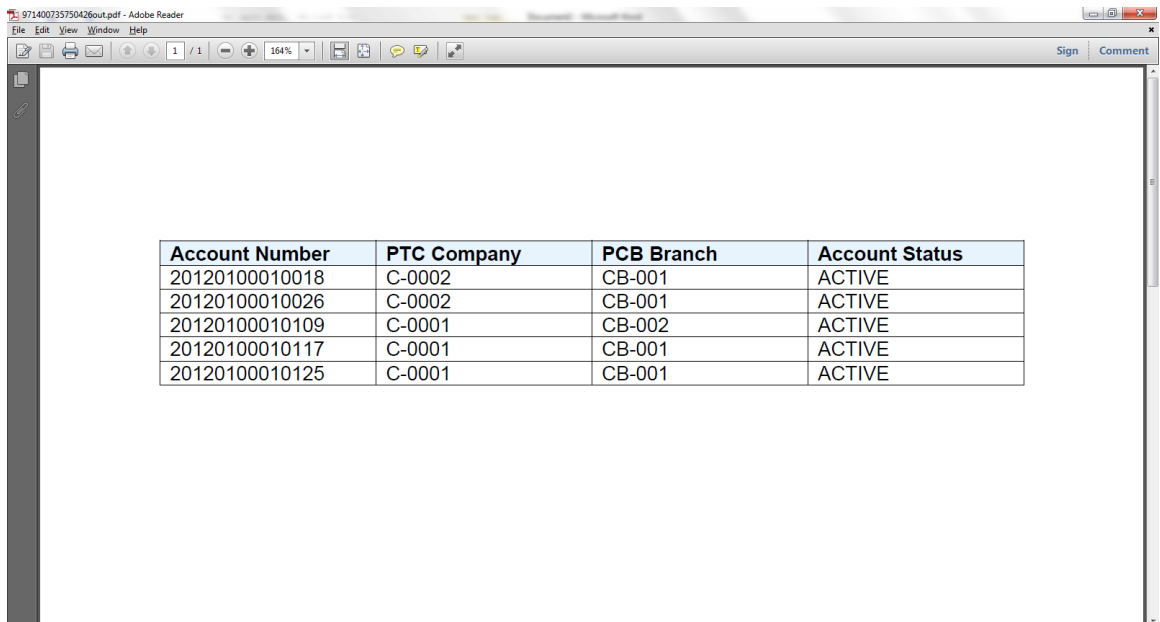 971400735750426out.pdf - Adobe Reader
File Edit View Window Help
1 / 1 164% Sign Comment
Account Number PTC Company PCB Branch Account Status
20120100010018 C-0002 CB-001 ACTIVE
20120100010026 C-0002 CB-001 ACTIVE
20120100010109 C-0001 CB-002 ACTIVE
20120100010117 C-0001 CB-001 ACTIVE
20120100010125 C-0001 CB-001 ACTIVE